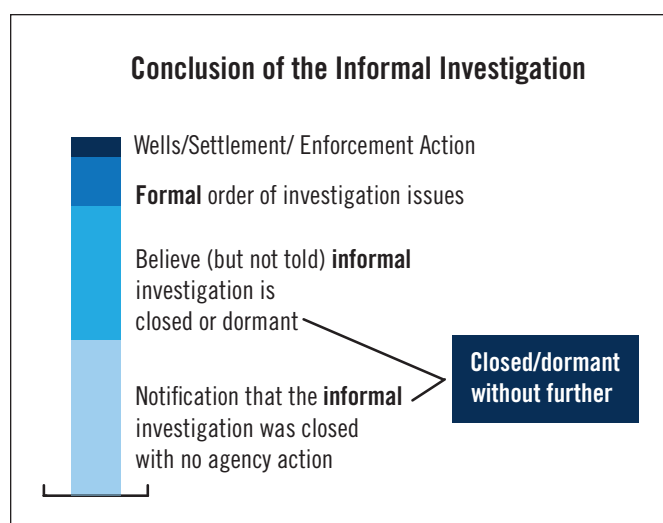 Conclusion of the Informal Investigation
Wells/Settlement/ Enforcement Action
Formal order of investigation issues
Believe (but not told) informal
investigation is
closed or dormant
Closed/dormant
without further
Notification that the informal
investigation was closed
with no agency action